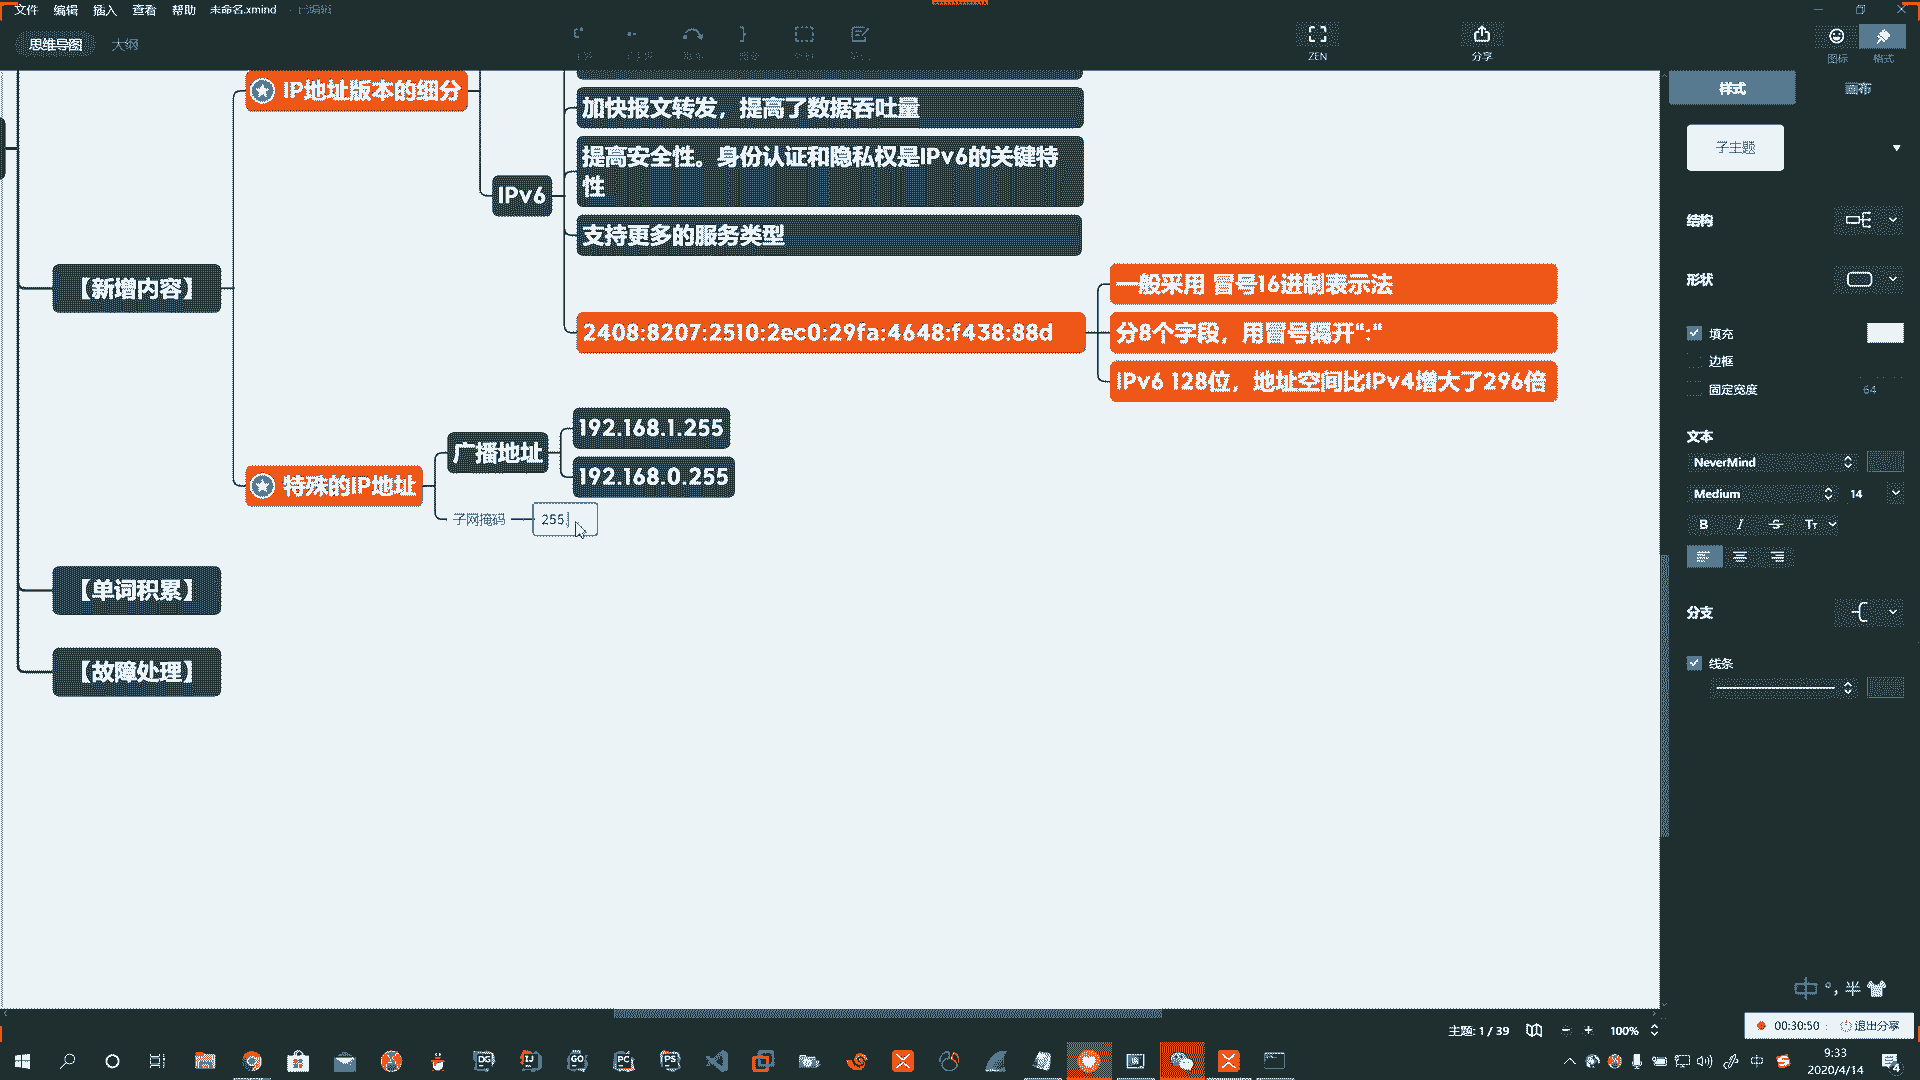 文件 编辑 插入 查看 帮助 未命名.xmind - 已编辑
思维导图 大纲
ZEN
分享
图标
格式
IP地址版本的细分
加快报文转发，提高了数据吞吐量
提高安全性。身份认证和隐私权是IPv6的关键特
性
IPv6
支持更多的服务类型
【新增内容】
一般采用 冒号16进制表示法
2408:8207:2510:2ec0:29fa:4648:f438:88d
分8个字段，用冒号隔开":"
IPv6 128位，地址空间比IPv4增大了296倍
192.168.1.255
广播地址
192.168.0.255
特殊的IP地址
子网掩码
255.
【单词积累】
【故障处理】
样式 画布
子主题
结构
形状
填充
边框
固定宽度 64
文本
NeverMind
Medium 14
B I S Tт
分支
线条
中 °, 半
主题: 1 / 39
100%
00:30:50
退出分享
DG IJ GO PC PS
中
9:33
2020/4/14
4